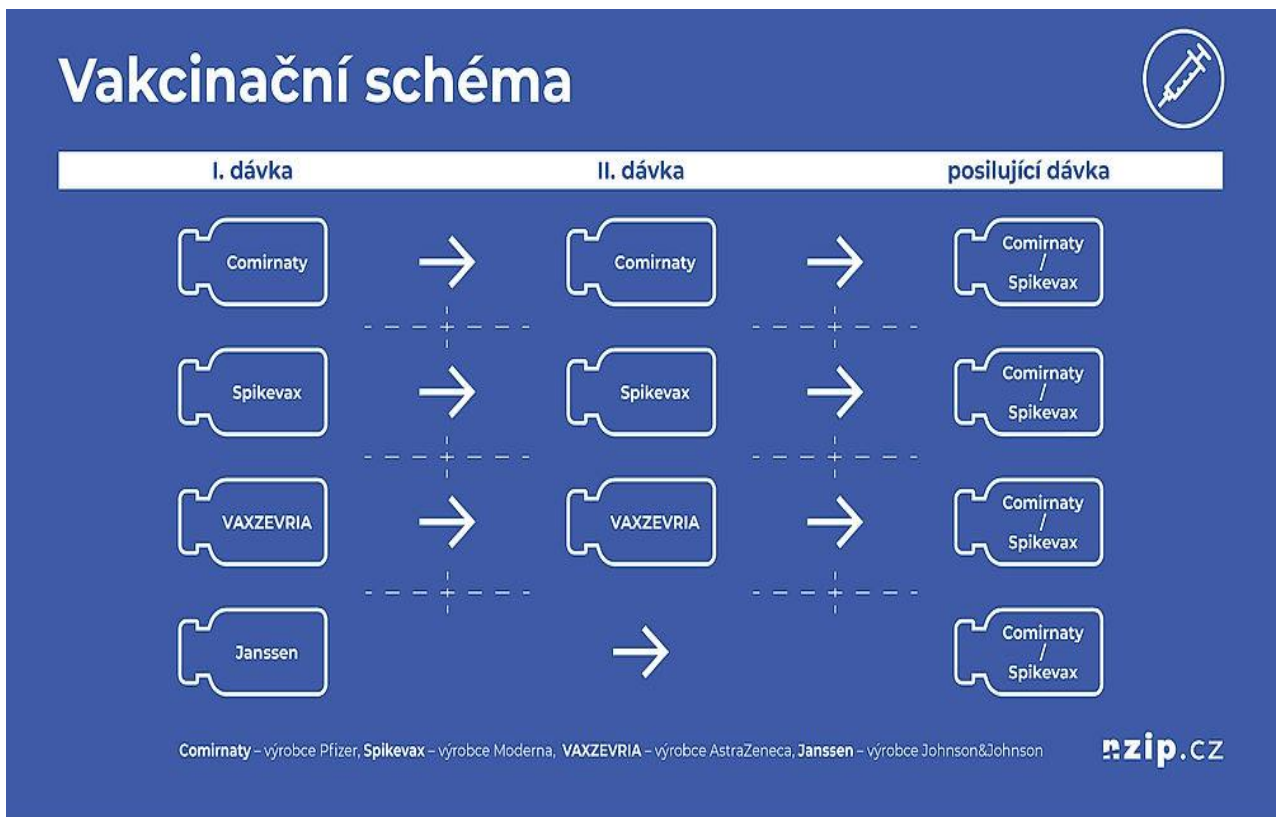 Vakcinační schéma
I. dávka
II. dávka
posilující dávka
Comirnaty
Comirnaty
Comirnaty
/
Spikevax
Spikevax
Spikevax
Comirnaty
/
Spikevax
VAXZEVRIA
VAXZEVRIA
Comirnaty
/
Spikevax
Janssen
Comirnaty
/
Spikevax
Comirnaty – výrobce Pfizer, Spikevax – výrobce Moderna, VAXZEVRIA – výrobce AstraZeneca, Janssen – výrobce Johnson&Johnson
nzip.cz